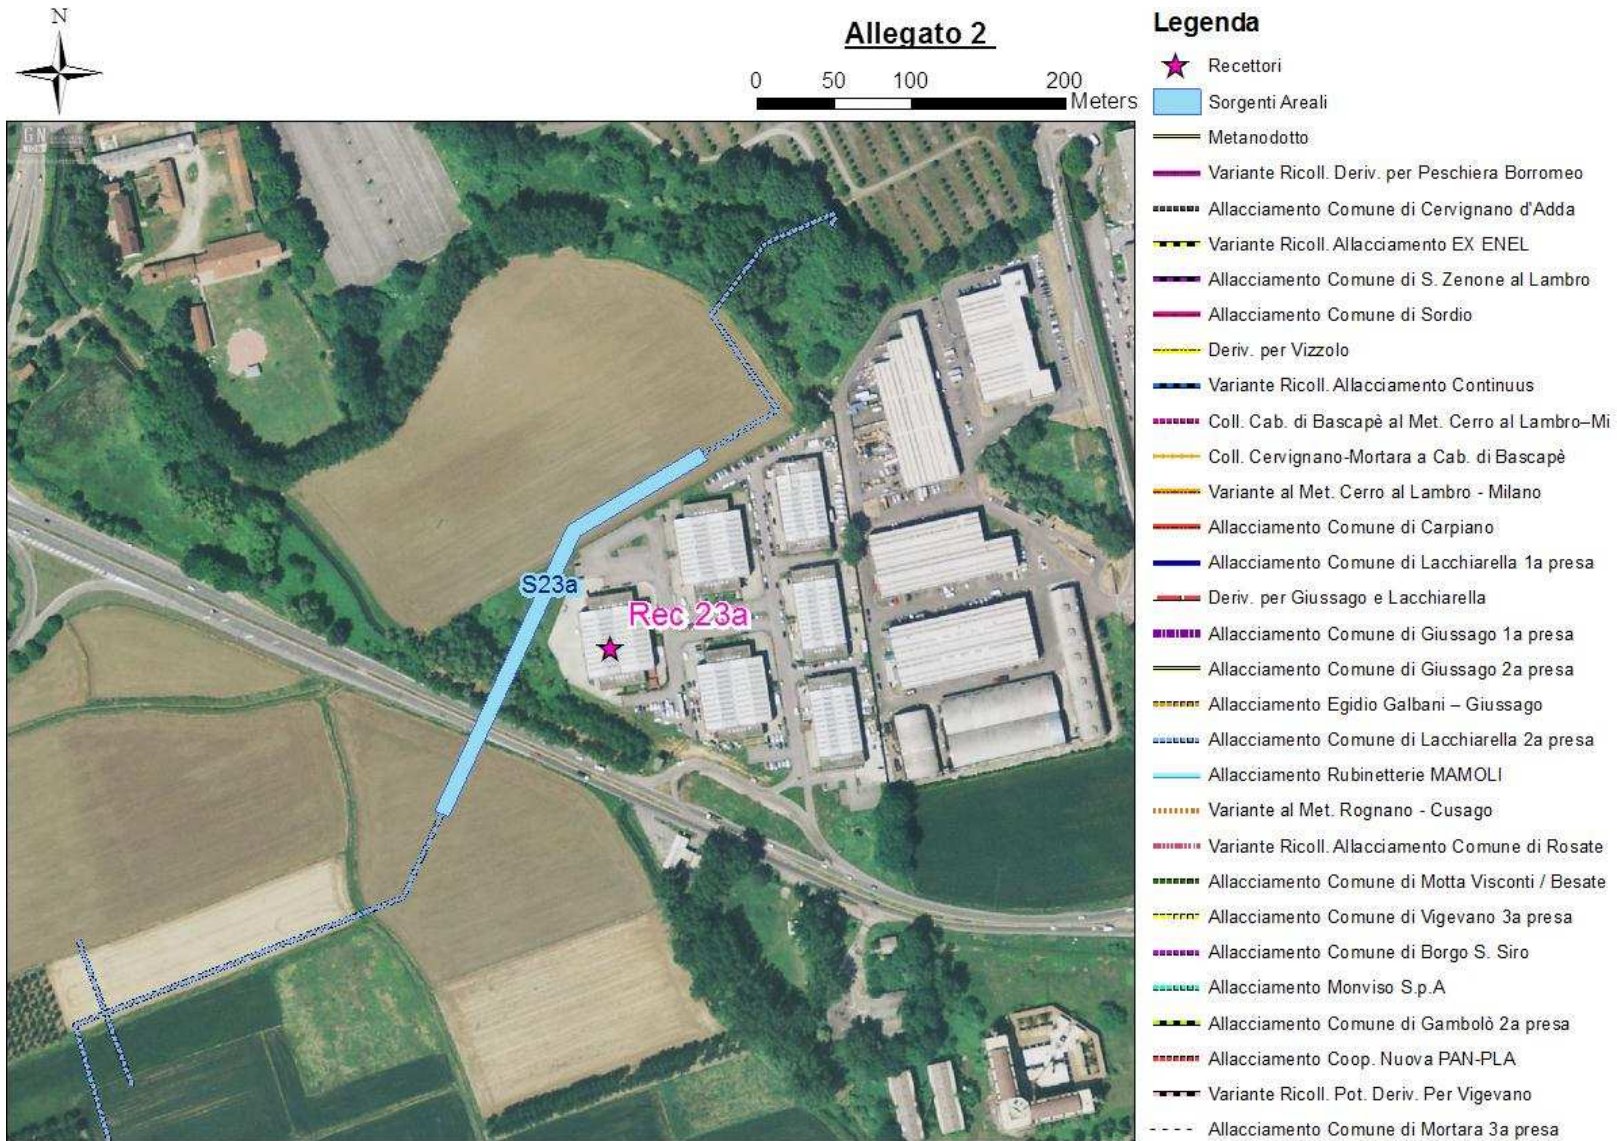 N
Allegato 2
0 50 100 200
Meters
GN
S23a
Rec 23a
Legenda
Recettori
Sorgenti Areali
Metanodotto
Variante Ricoll. Deriv. per Peschiera Borromeo
Allacciamento Comune di Cervignano d'Adda
Variante Ricoll. Allacciamento EX ENEL
Allacciamento Comune di S. Zenone al Lambro
Allacciamento Comune di Sordio
Deriv. per Vizzolo
Variante Ricoll. Allacciamento Continuus
Coll. Cab. di Bascapè al Met. Cerro al Lambro–Mi
Coll. Cervignano-Mortara a Cab. di Bascapè
Variante al Met. Cerro al Lambro - Milano
Allacciamento Comune di Carpiano
Allacciamento Comune di Lacchiarella 1a presa
Deriv. per Giussago e Lacchiarella
Allacciamento Comune di Giussago 1a presa
Allacciamento Comune di Giussago 2a presa
Allacciamento Egidio Galbani – Giussago
Allacciamento Comune di Lacchiarella 2a presa
Allacciamento Rubinetterie MAMOLI
Variante al Met. Rognano - Cusago
Variante Ricoll. Allacciamento Comune di Rosate
Allacciamento Comune di Motta Visconti / Besate
Allacciamento Comune di Vigevano 3a presa
Allacciamento Comune di Borgo S. Siro
Allacciamento Monviso S.p.A
Allacciamento Comune di Gambolò 2a presa
Allacciamento Coop. Nuova PAN-PLA
Variante Ricoll. Pot. Deriv. Per Vigevano
Allacciamento Comune di Mortara 3a presa